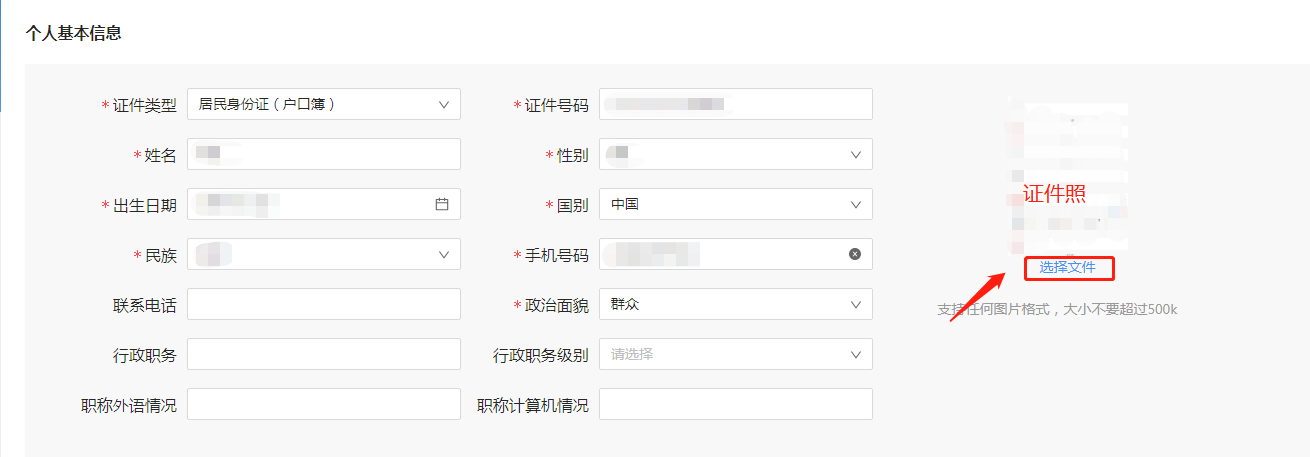 个人基本信息
* 证件类型 居民身份证（户口簿） * 证件号码
* 姓名 * 性别
* 出生日期 * 国别 中国
* 民族 * 手机号码
联系电话 * 政治面貌 群众
行政职务 行政职务级别 请选择
职称外语情况 职称计算机情况
证件照
选择文件
支持任何图片格式，大小不要超过500k